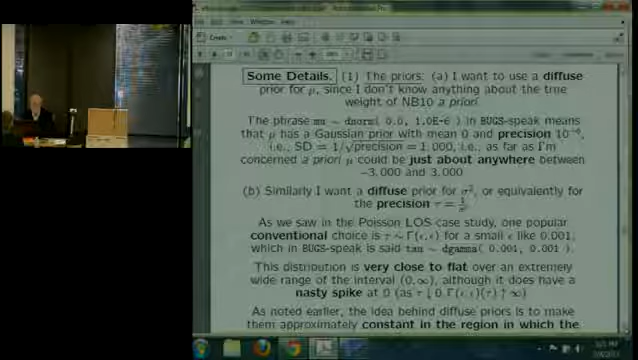 Create
Some Details. (1) The priors: (a) I want to use a diffuse
prior for μ, since I don't know anything about the true
weight of NB10 a priori.
The phrase mu ~ dnorm( 0.0, 1.0E-6 ) in BUGS-speak means
that μ has a Gaussian prior with mean 0 and precision 10⁻⁶,
i.e., SD = 1/√precision = 1,000, i.e., as far as I'm
concerned a priori μ could be just about anywhere between
-3,000 and 3,000
(b) Similarly I want a diffuse prior for σ², or equivalently for
the precision τ = 1/σ².
As we saw in the Poisson LOS case study, one popular
conventional choice is τ ~ Γ(ε, ε) for a small ε like 0.001,
which in BUGS-speak is said tau ~ dgamma( 0.001, 0.001 ).
This distribution is very close to flat over an extremely
wide range of the interval (0, ∞), although it does have a
nasty spike at 0 (as τ ↓ 0, Γ(ε, ε)(τ) ↑ ∞)
As noted earlier, the idea behind diffuse priors is to make
them approximately constant in the region in which the